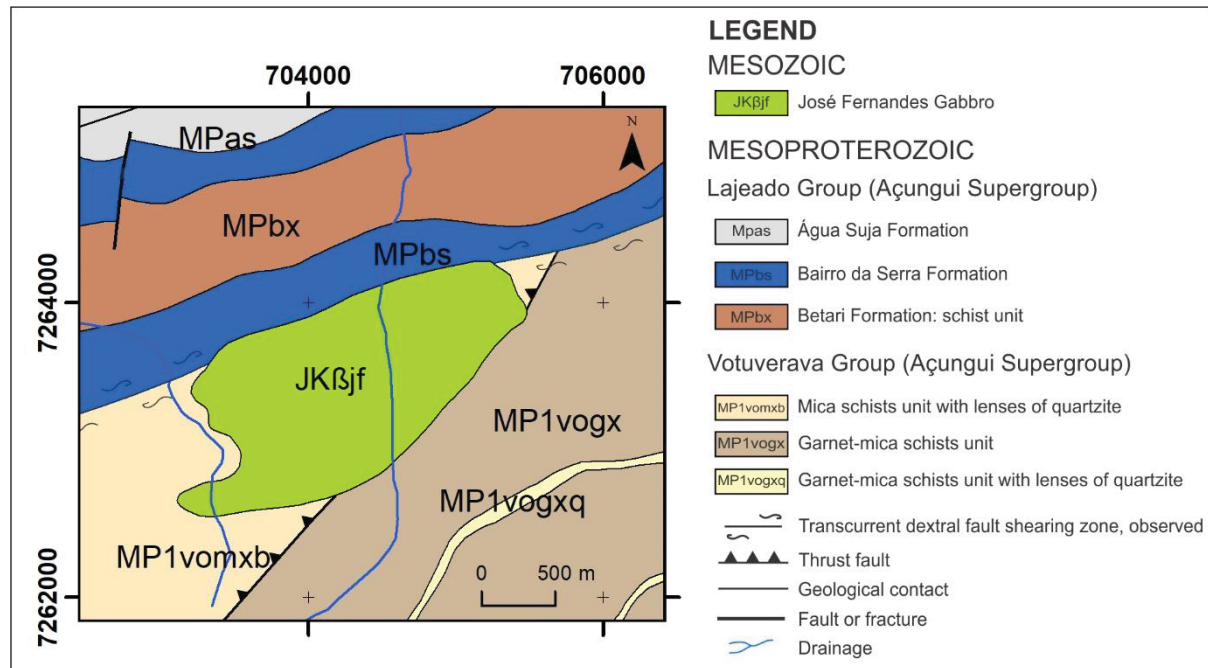 704000
706000
7264000
7262000
N
MPas
MPbx
MPbs
JKβjf
MP1vogx
MP1vogxq
MP1vomxb
0 500 m
LEGEND
MESOZOIC
JKβjf José Fernandes Gabbro
MESOPROTEROZOIC
Lajeado Group (Açungui Supergroup)
Mpas Água Suja Formation
MPbs Bairro da Serra Formation
MPbx Betari Formation: schist unit
Votuverava Group (Açungui Supergroup)
MP1vomxb Mica schists unit with lenses of quartzite
MP1vogx Garnet-mica schists unit
MP1vogxq Garnet-mica schists unit with lenses of quartzite
Transcurrent dextral fault shearing zone, observed
Thrust fault
Geological contact
Fault or fracture
Drainage